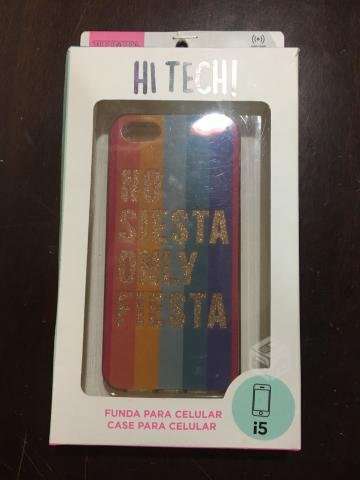 HI TECH!
NO
SIESTA
ONLY
FIESTA
i5
FUNDA PARA CELULAR
CASE PARA CELULAR